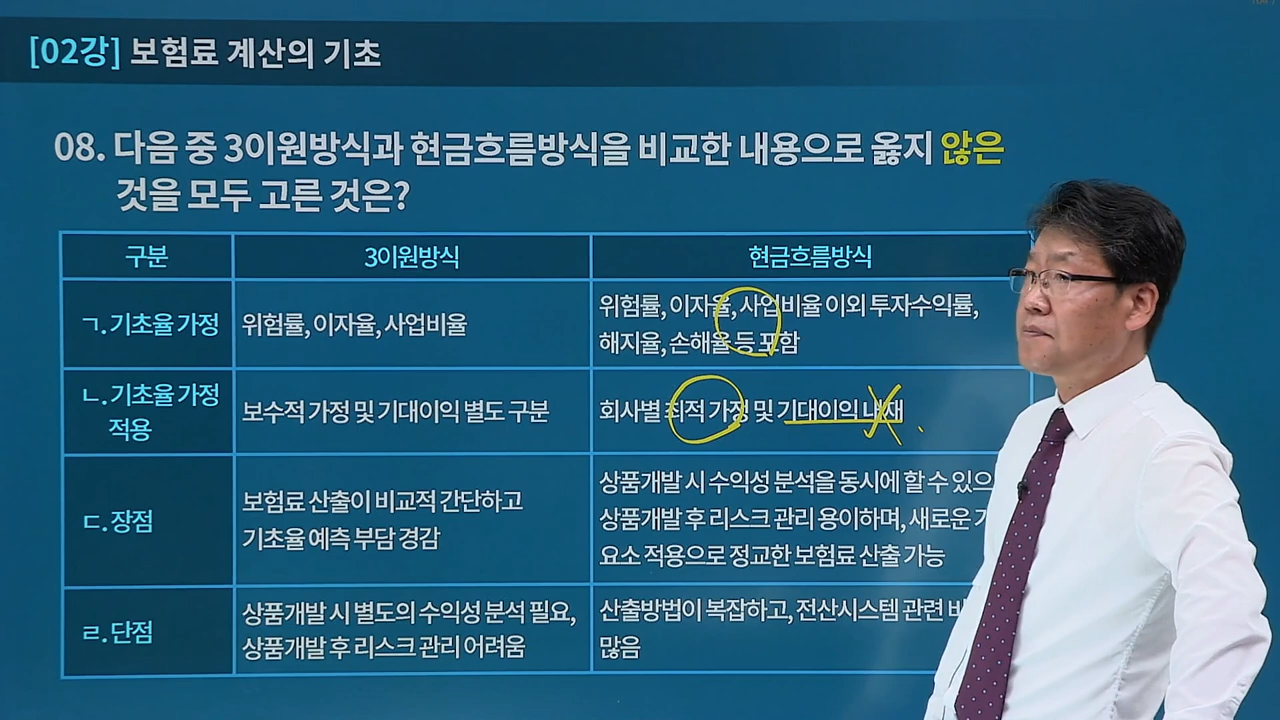 [02강] 보험료 계산의 기초
08. 다음 중 3이원방식과 현금흐름방식을 비교한 내용으로 옳지 않은
것을 모두 고른 것은?
구분 3이원방식 현금흐름방식
ㄱ. 기초율 가정 위험률, 이자율, 사업비율
위험률, 이자율, 사업비율 이외 투자수익률,
해지율, 손해율 등 포함
ㄴ. 기초율 가정
적용
보수적 가정 및 기대이익 별도 구분
회사별 최적 가정 및 기대이익 내재
ㄷ. 장점
보험료 산출이 비교적 간단하고
기초율 예측 부담 경감
상품개발 시 수익성 분석을 동시에 할 수 있으
상품개발 후 리스크 관리 용이하며, 새로운
요소 적용으로 정교한 보험료 산출 가능
ㄹ. 단점
상품개발 시 별도의 수익성 분석 필요,
상품개발 후 리스크 관리 어려움
산출방법이 복잡하고, 전산시스템 관련
많음